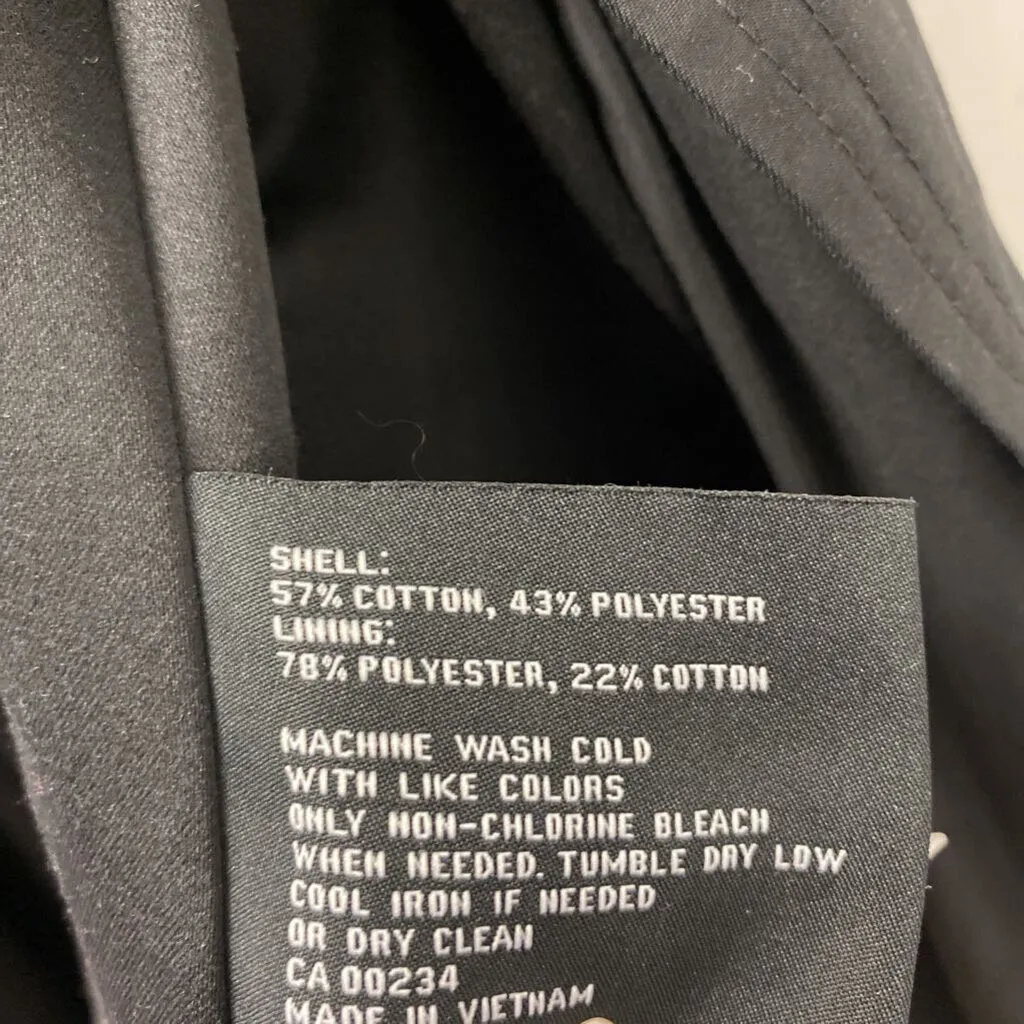 SHELL:
57% COTTON, 43% POLYESTER
LINING:
78% POLYESTER, 22% COTTON
MACHINE WASH COLD
WITH LIKE COLORS
ONLY NON-CHLORINE BLEACH
WHEN NEEDED. TUMBLE DRY LOW
COOL IRON IF NEEDED
OR DRY CLEAN
CA 00234
MADE IN VIETNAM